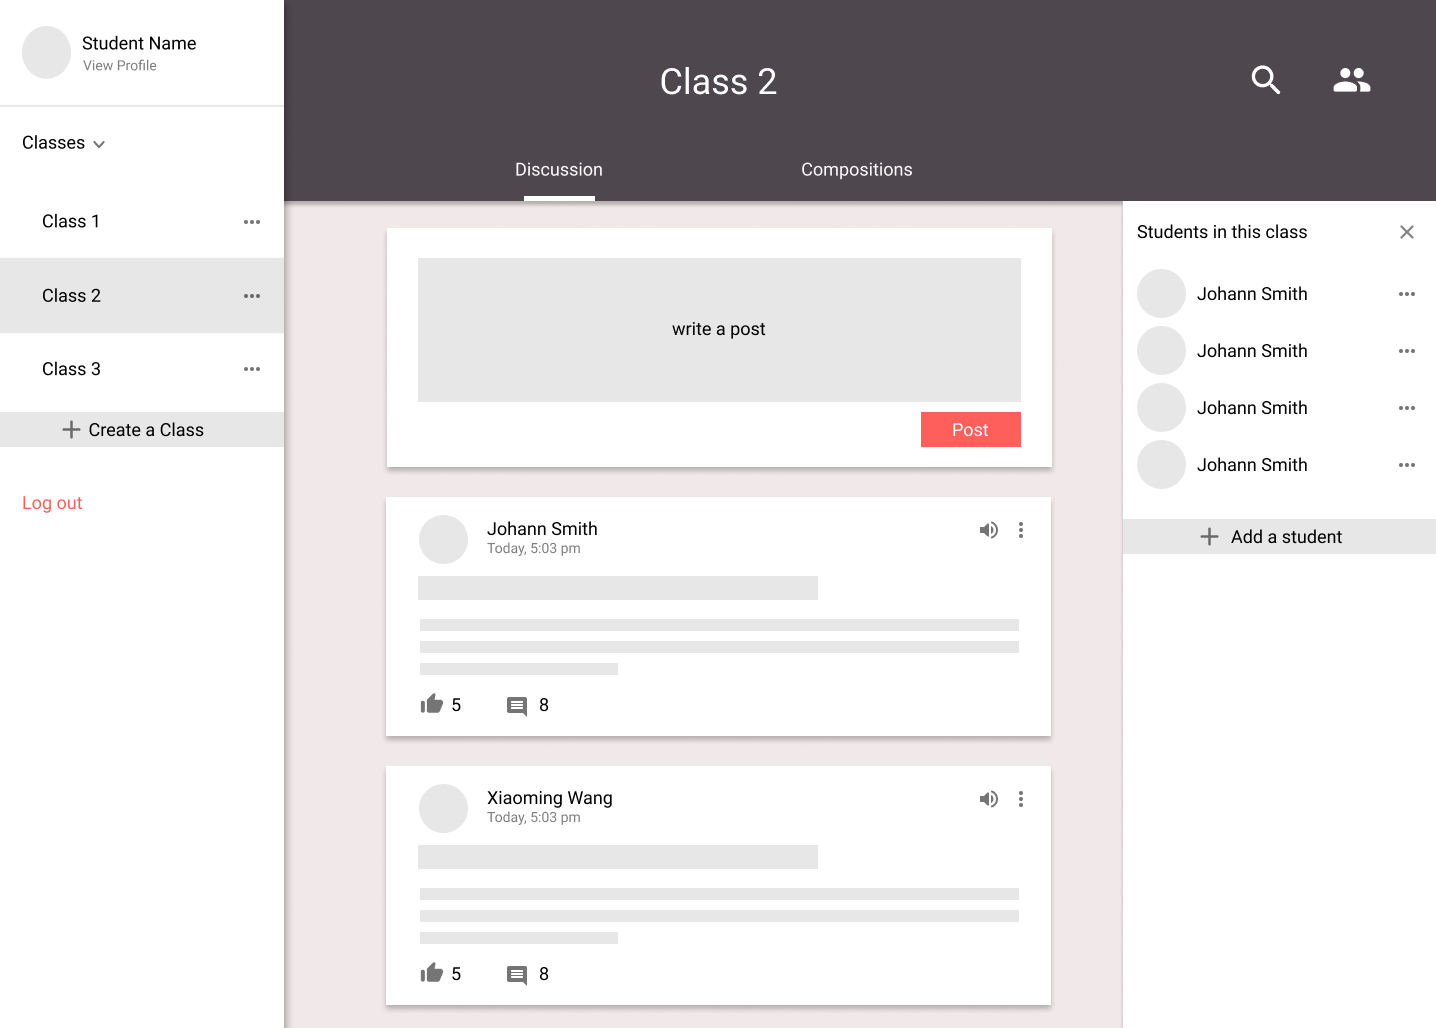 Student Name
View Profile
Classes
Class 1
Class 2
Class 3
Create a Class
Log out
Class 2
Discussion
Compositions
write a post
Post
Johann Smith
Today, 5:03 pm
5
8
Xiaoming Wang
Today, 5:03 pm
5
8
Students in this class
Johann Smith
Johann Smith
Johann Smith
Johann Smith
Add a student